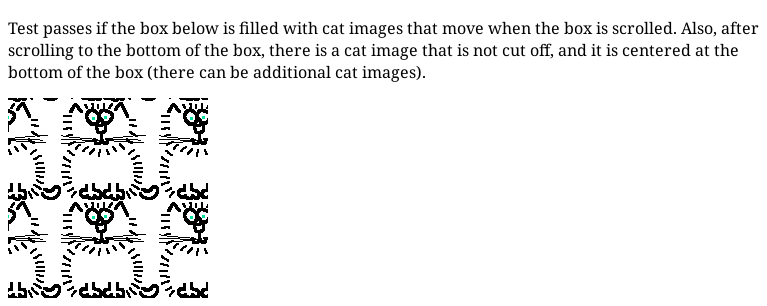 Test passes if the box below is filled with cat images that move when the box is scrolled. Also, after
scrolling to the bottom of the box, there is a cat image that is not cut off, and it is centered at the
bottom of the box (there can be additional cat images).